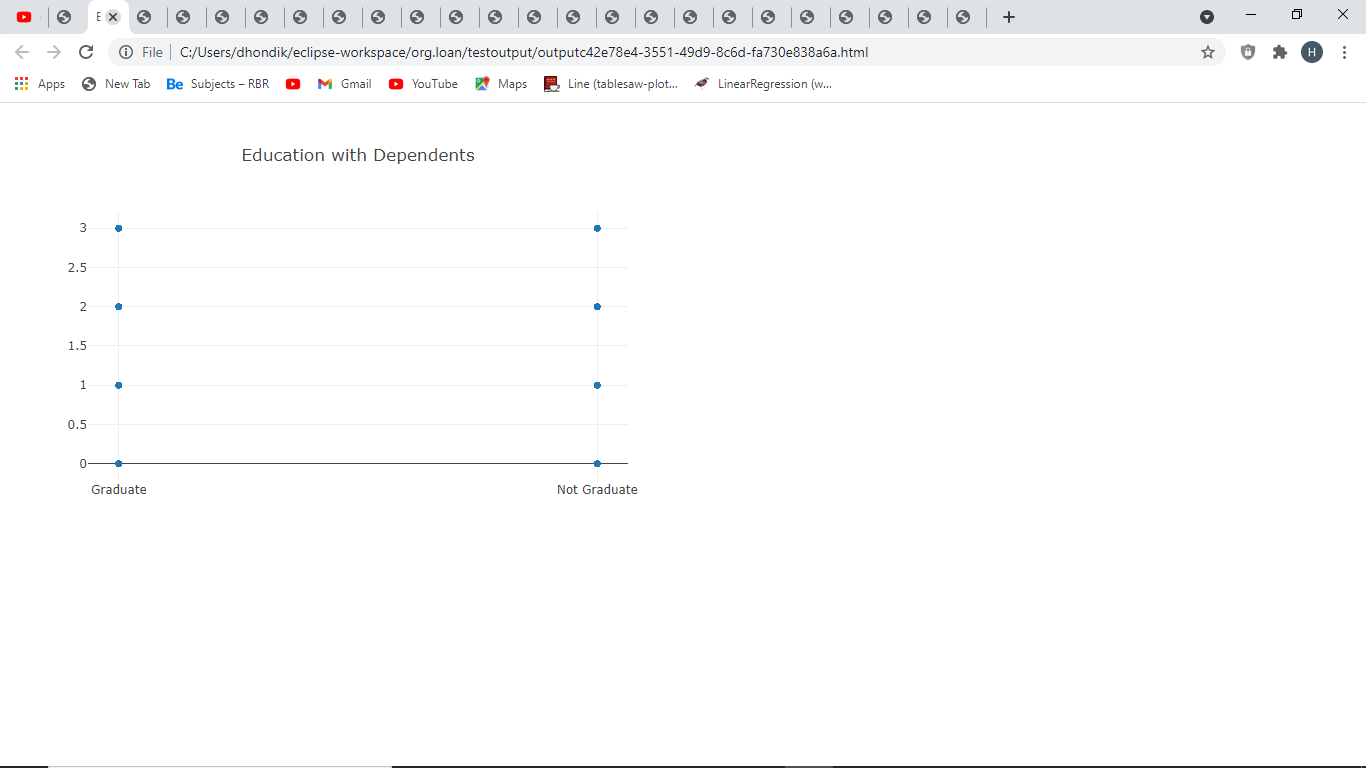 E
File C:/Users/dhondik/eclipse-workspace/org.loan/testoutput/outputc42e78e4-3551-49d9-8c6d-fa730e838a6a.html
H
Apps New Tab Be Subjects – RBR Gmail YouTube Maps Line (tablesaw-plot... LinearRegression (w...
Education with Dependents
3
2.5
2
1.5
1
0.5
0
Graduate Not Graduate